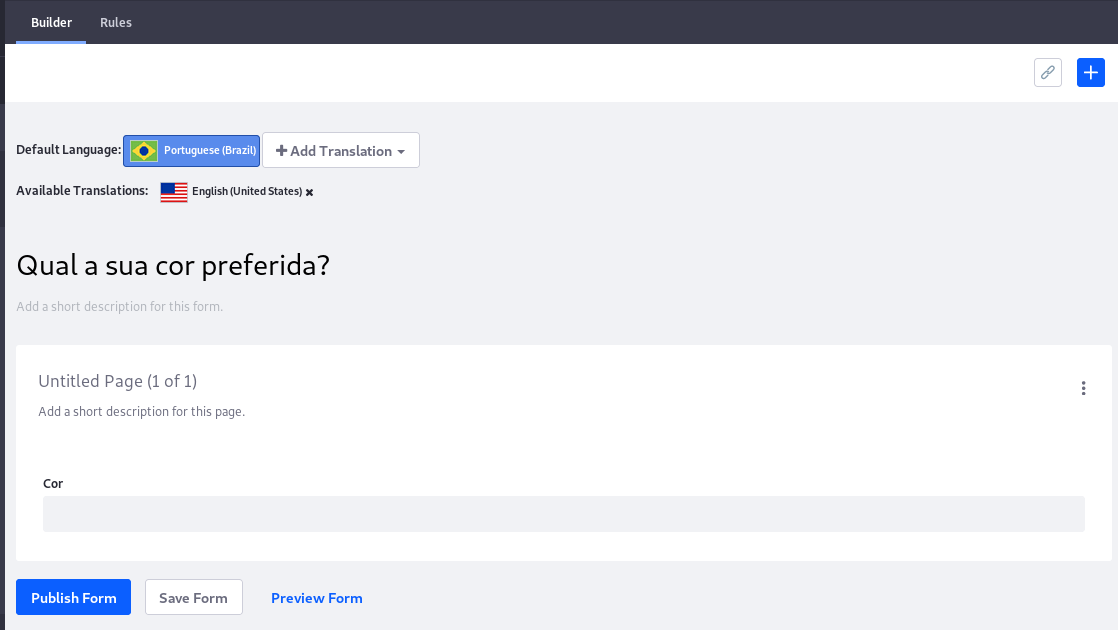 Builder Rules
Default Language: Portuguese (Brazil) Add Translation
Available Translations: English (United States)
Qual a sua cor preferida?
Add a short description for this form.
Untitled Page (1 of 1)
Add a short description for this page.
Cor
Publish Form Save Form Preview Form